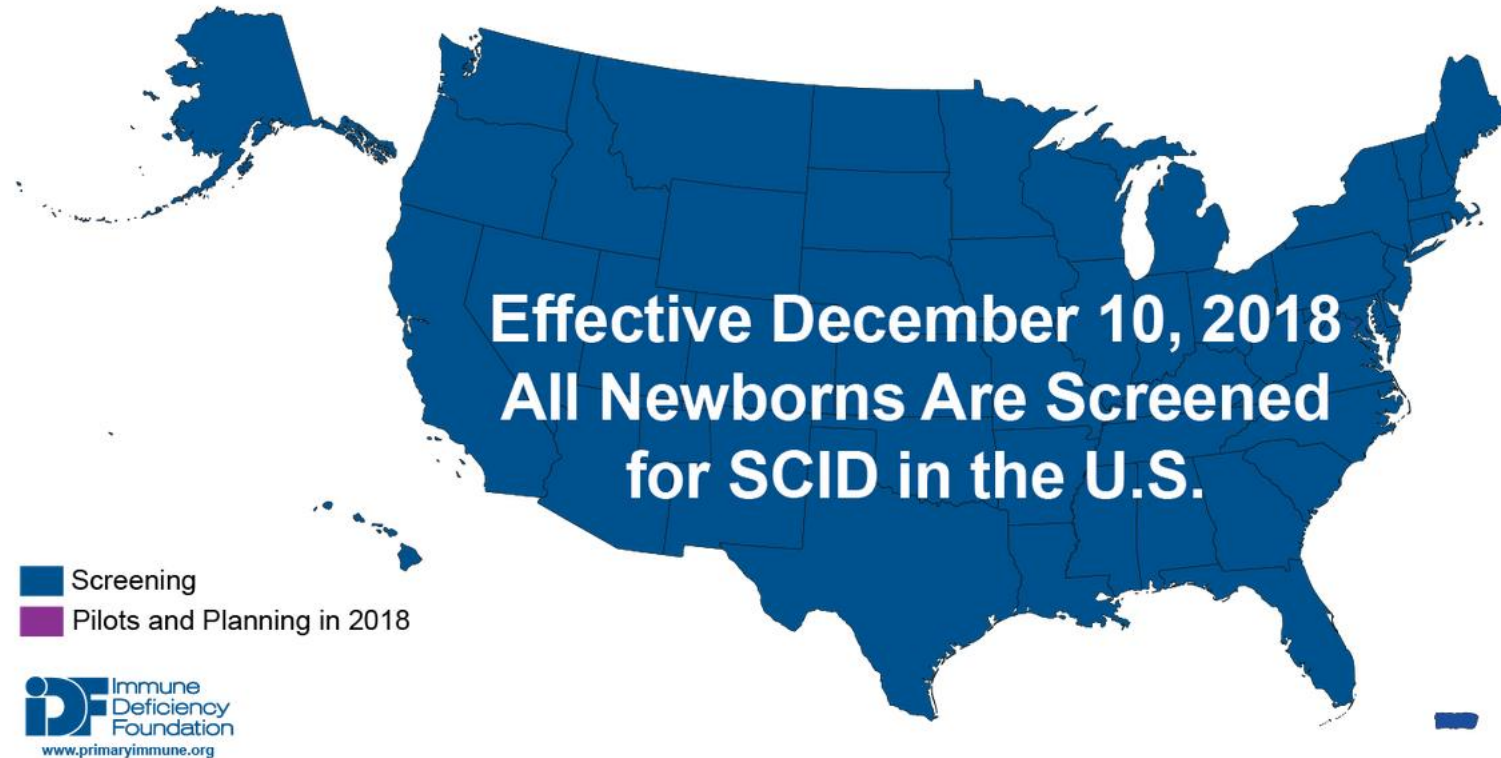 Effective December 10, 2018
All Newborns Are Screened
for SCID in the U.S.
Screening
Pilots and Planning in 2018
iDF Immune
Deficiency
Foundation
www.primaryimmune.org